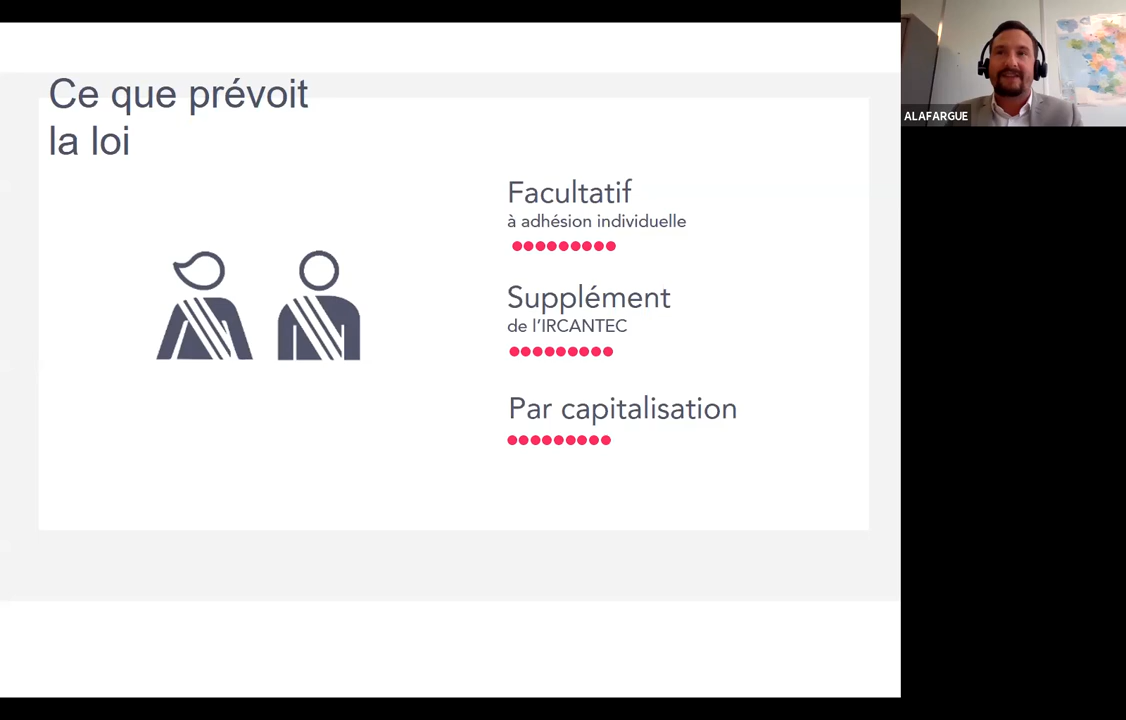 Ce que prévoit
la loi
Facultatif
à adhésion individuelle
Supplément
de l'IRCANTEC
Par capitalisation
ALAFARGUE